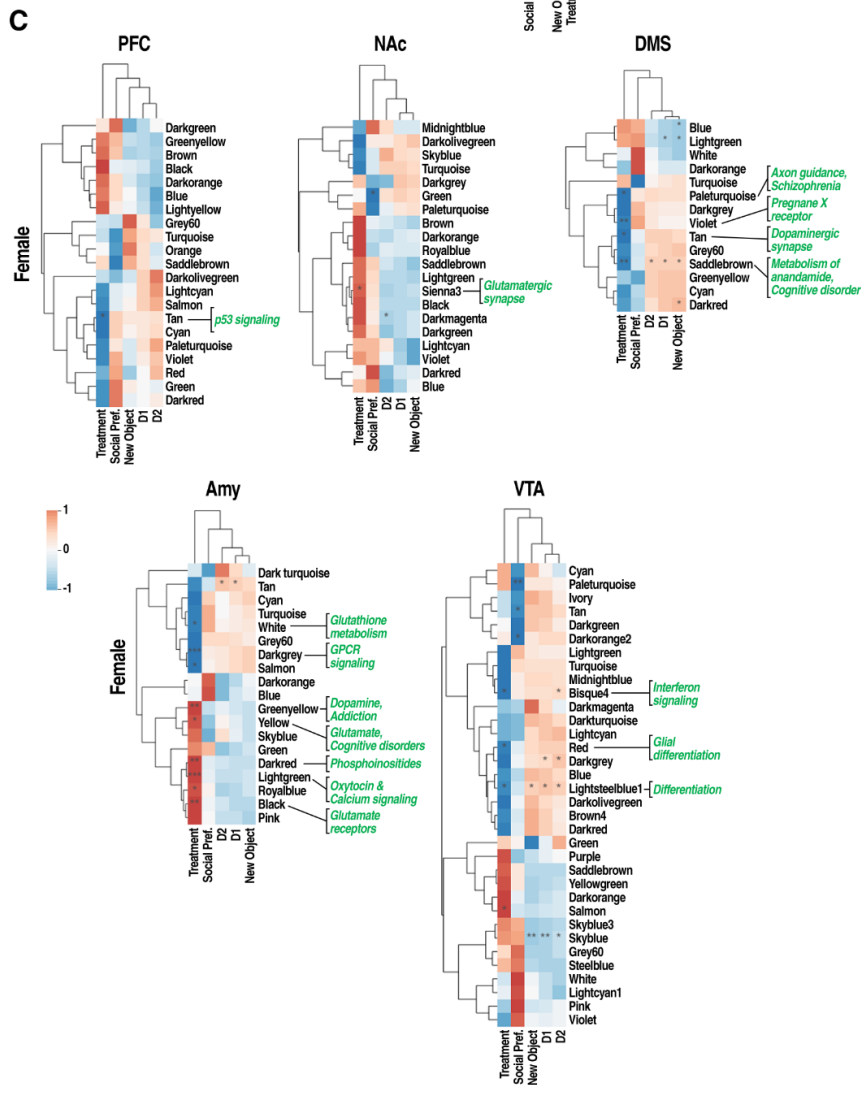 C
Social
New O
Treat
PFC
NAc
DMS
Female
Darkgreen
Greenyellow
Brown
Black
Darkorange
Blue
Lightyellow
Grey60
Turquoise
Orange
Saddlebrown
Darkolivegreen
Lightcyan
Salmon
Tan
Cyan
Paleturquoise
Violet
Red
Green
Darkred
p53 signaling
Treatment
Social Pref.
New Object
D1
D2
Midnightblue
Darkolivegreen
Skyblue
Turquoise
Darkgrey
Green
Paleturquoise
Brown
Darkorange
Royalblue
Saddlebrown
Lightgreen
Sienna3
Black
Darkmagenta
Darkgreen
Lightcyan
Violet
Darkred
Blue
Glutamatergic
synapse
Treatment
Social Pref.
D2
D1
New Object
Blue
Lightgreen
White
Darkorange
Turquoise
Paleturquoise
Darkgrey
Violet
Tan
Grey60
Saddlebrown
Greenyellow
Cyan
Darkred
Axon guidance,
Schizophrenia
Pregnane X
receptor
Dopaminergic
synapse
Metabolism of
anandamide,
Cognitive disorder
Treatment
Social Pref.
D2
D1
New Object
Amy
VTA
1
0
-1
Female
Dark turquoise
Tan
Cyan
Turquoise
White
Grey60
Darkgrey
Salmon
Darkorange
Blue
Greenyellow
Yellow
Skyblue
Green
Darkred
Lightgreen
Royalblue
Black
Pink
Glutathione
metabolism
GPCR
signaling
Dopamine,
Addiction
Glutamate,
Cognitive disorders
Phosphoinositides
Oxytocin &
Calcium signaling
Glutamate
receptors
Treatment
Social Pref.
D2
D1
New Object
Cyan
Paleturquoise
Ivory
Tan
Darkgreen
Darkorange2
Lightgreen
Turquoise
Midnightblue
Bisque4
Darkmagenta
Darkturquoise
Lightcyan
Red
Darkgrey
Blue
Lightsteelblue1
Darkolivegreen
Brown4
Darkred
Green
Purple
Saddlebrown
Yellowgreen
Darkorange
Salmon
Skyblue3
Skyblue
Grey60
Steelblue
White
Lightcyan1
Pink
Violet
Interferon
signaling
Glial
differentiation
Differentiation
Treatment
Social Pref.
New Object
D1
D2